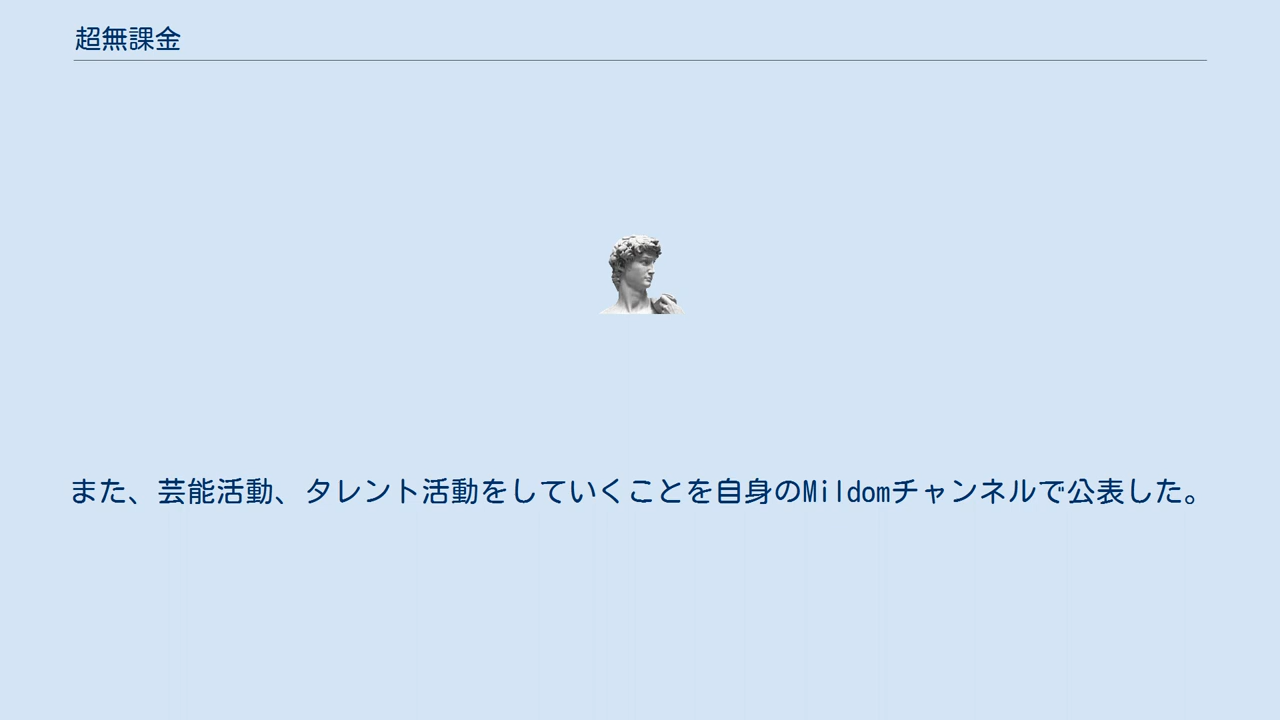 超無課金
また、芸能活動、タレント活動をしていくことを自身のMildomチャンネルで公表した。